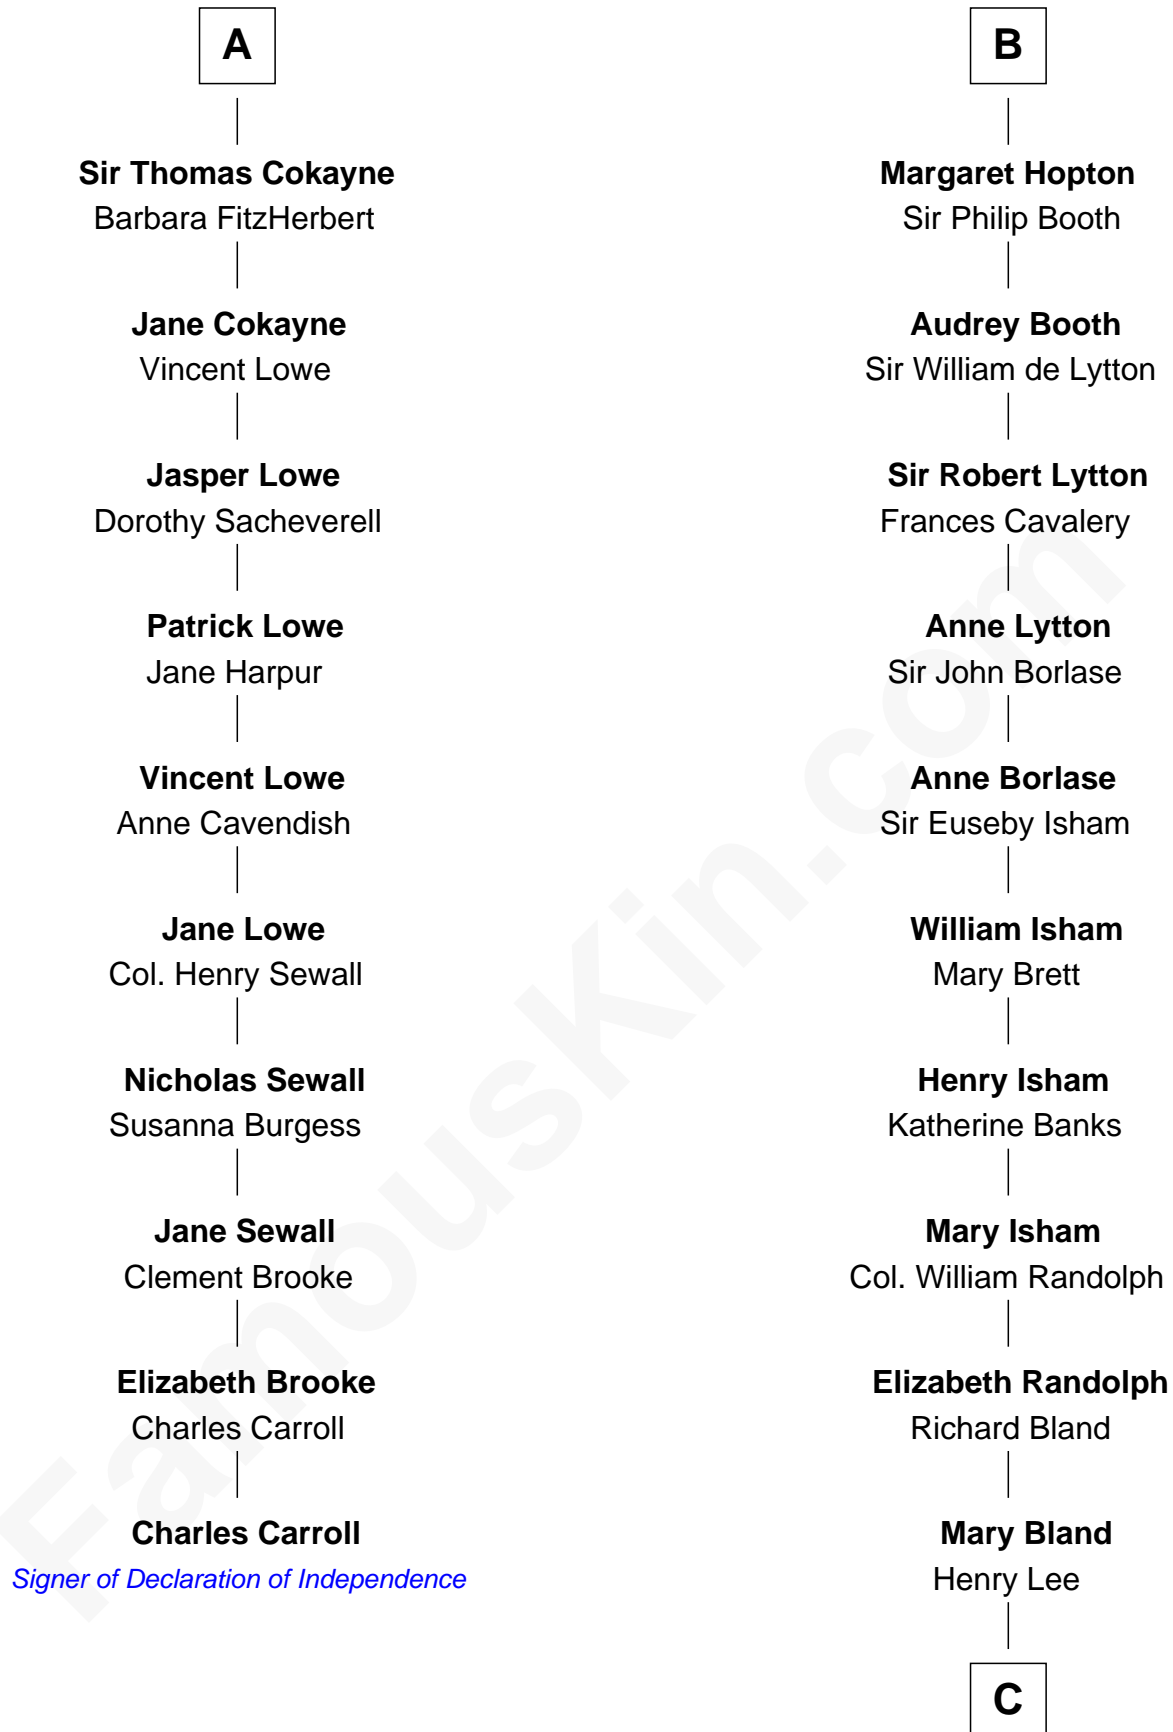 A
Sir Thomas Cokayne
Barbara FitzHerbert
Jane Cokayne
Vincent Lowe
Jasper Lowe
Dorothy Sacheverell
Patrick Lowe
Jane Harpur
Vincent Lowe
Anne Cavendish
Jane Lowe
Col. Henry Sewall
Nicholas Sewall
Susanna Burgess
Jane Sewall
Clement Brooke
Elizabeth Brooke
Charles Carroll
Charles Carroll
Signer of Declaration of Independence
B
Margaret Hopton
Sir Philip Booth
Audrey Booth
Sir William de Lytton
Sir Robert Lytton
Frances Cavalery
Anne Lytton
Sir John Borlase
Anne Borlase
Sir Euseby Isham
William Isham
Mary Brett
Henry Isham
Katherine Banks
Mary Isham
Col. William Randolph
Elizabeth Randolph
Richard Bland
Mary Bland
Henry Lee
C
FamousKin.com